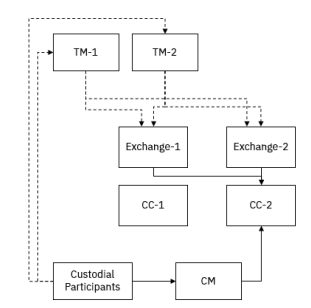 TM-1
TM-2
Exchange-1
Exchange-2
CC-1
CC-2
Custodial
Participants
CM